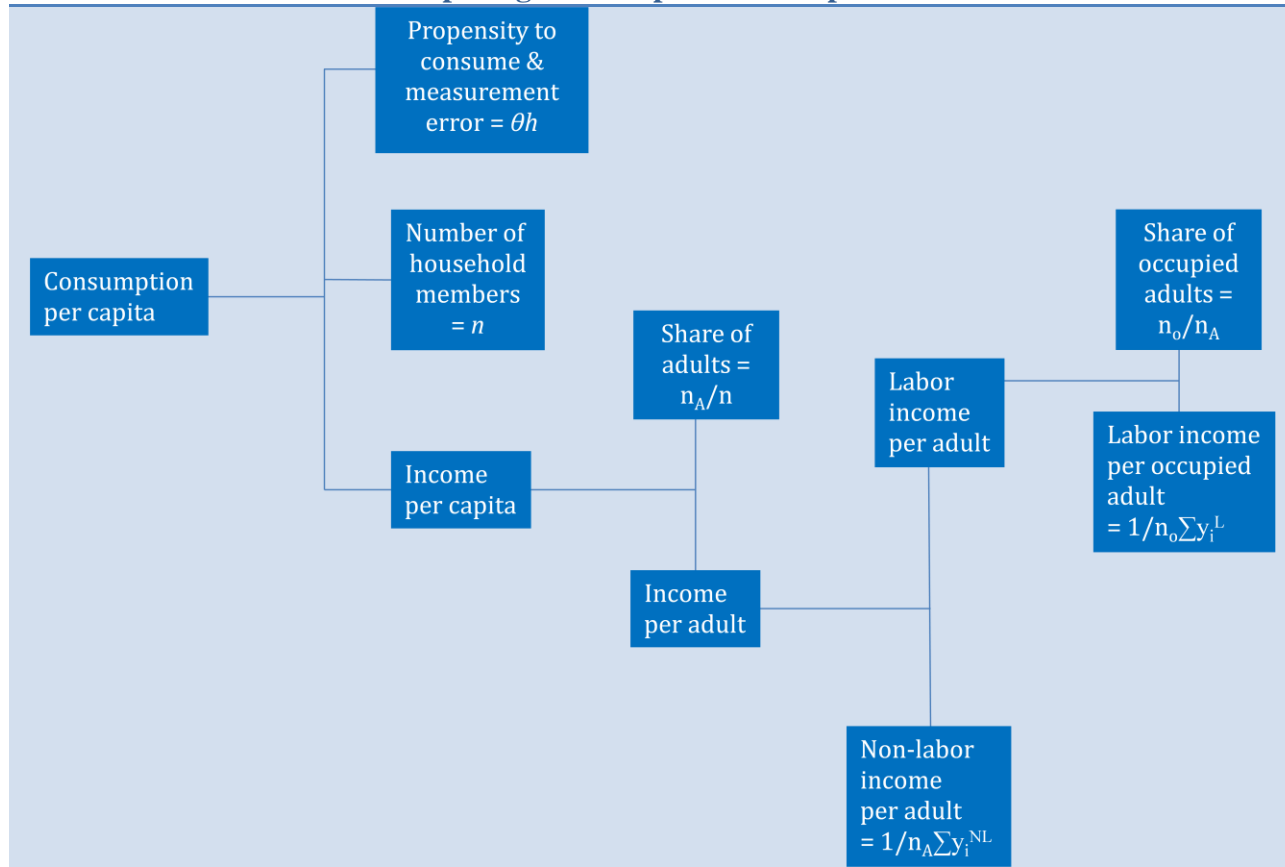 Propensity to
consume &
measurement
error = θh
Number of
household
members
= n
Consumption
per capita
Share of
adults =
nA/n
Income
per capita
Income
per adult
Share of
occupied
adults =
no/nA
Labor
income
per adult
Labor income
per occupied
adult
= 1/no∑yiL
Non-labor
income
per adult
= 1/nA∑yiNL